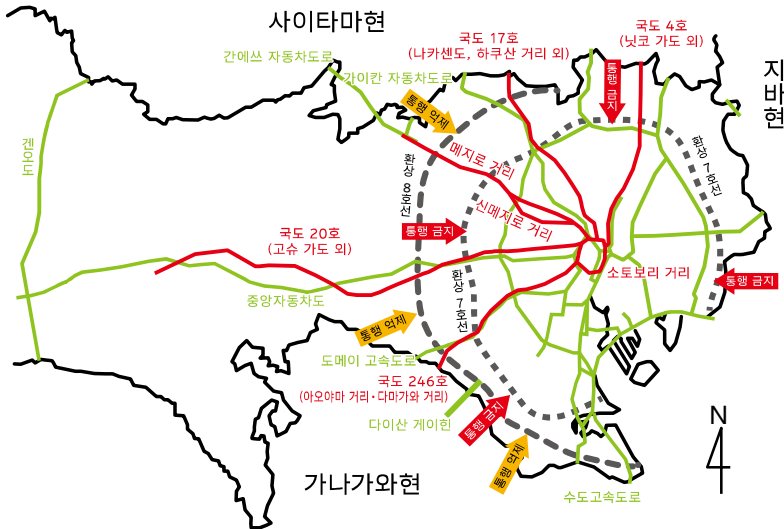 사이타마현
국도 17호
(나카센도, 하쿠산 거리 외)
국도 4호
(닛코 가도 외)
지바현
간에쓰 자동차도로
가이칸 자동차도로
통행 금지
통행 억제
겐오도
환상 7호선
메지로 거리
환상 8호선
신메지로 거리
통행 금지
국도 20호
(고슈 가도 외)
소토보리 거리
환상 7호선
통행 금지
중앙자동차도
통행 억제
도메이 고속도로
국도 246호
(아오야마 거리·다마가와 거리)
다이산 게이힌
통행 금지
통행 억제
N
가나가와현
수도고속도로